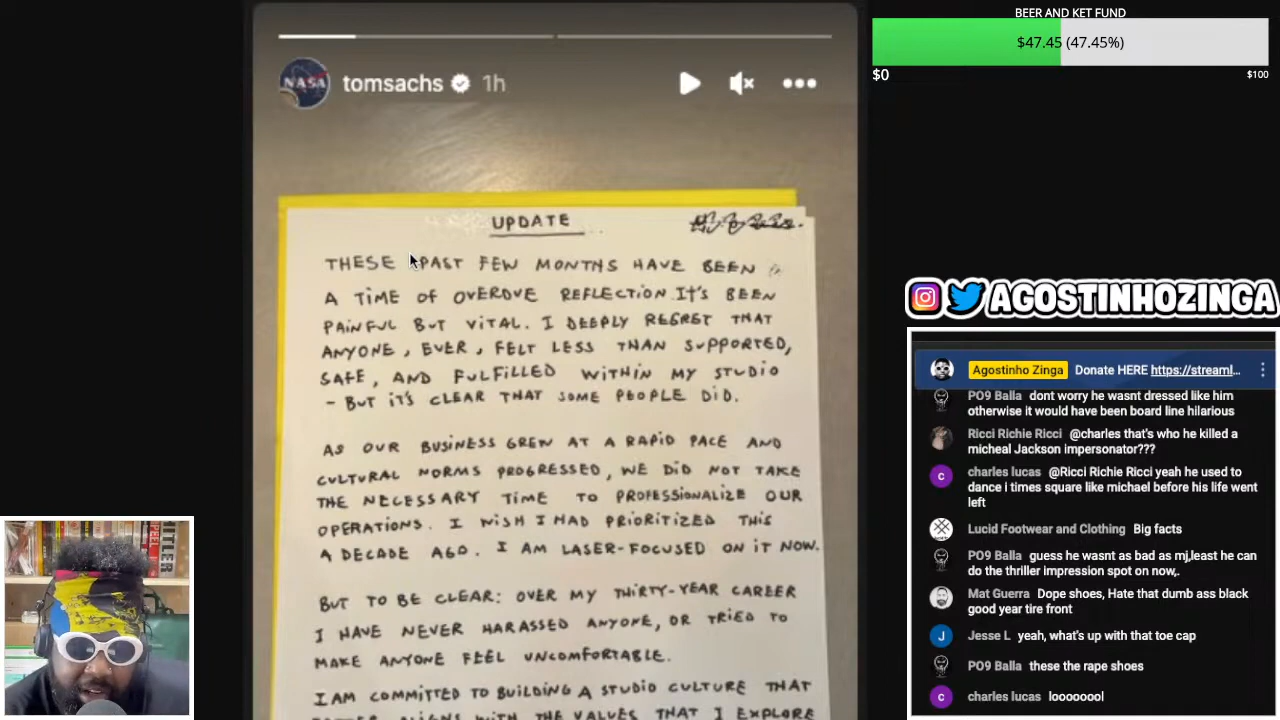 BEER AND KET FUND
$47.45 (47.45%)
$0
$100
NASA
tomsachs
1h
UPDATE
THESE PAST FEW MONTHS HAVE BEEN
A TIME OF OVERDUE REFLECTION. IT'S BEEN
PAINFUL BUT VITAL. I DEEPLY REGRET THAT
ANYONE, EVER, FELT LESS THAN SUPPORTED,
SAFE, AND FULFILLED WITHIN MY STUDIO
- BUT IT'S CLEAR THAT SOME PEOPLE DID.
AS OUR BUSINESS GREW AT A RAPID PACE AND
CULTURAL NORMS PROGRESSED, WE DID NOT TAKE
THE NECESSARY TIME TO PROFESSIONALIZE OUR
OPERATIONS. I WISH I HAD PRIORITIZED THIS
A DECADE AGO. I AM LASER-FOCUSED ON IT NOW.
BUT TO BE CLEAR: OVER MY THIRTY-YEAR CAREER
I HAVE NEVER HARASSED ANYONE, OR TRIED TO
MAKE ANYONE FEEL UNCOMFORTABLE.
I AM COMMITTED TO BUILDING A STUDIO CULTURE THAT
BETTER ALIGNS WITH THE VALUES THAT I EXPLORE
AGOSTINHOZINGA
Agostinho Zinga Donate HERE https://streaml...
PO9 Balla dont worry he wasnt dressed like him
otherwise it would have been board line hilarious
Ricci Richie Ricci @charles that's who he killed a
micheal Jackson impersonator???
charles lucas @Ricci Richie Ricci yeah he used to
dance i times square like michael before his life went
left
Lucid Footwear and Clothing Big facts
PO9 Balla guess he wasnt as bad as mj,least he can
do the thriller impression spot on now,.
Mat Guerra Dope shoes, Hate that dumb ass black
good year tire front
Jesse L yeah, what's up with that toe cap
PO9 Balla these the rape shoes
charles lucas looooool
HITLER